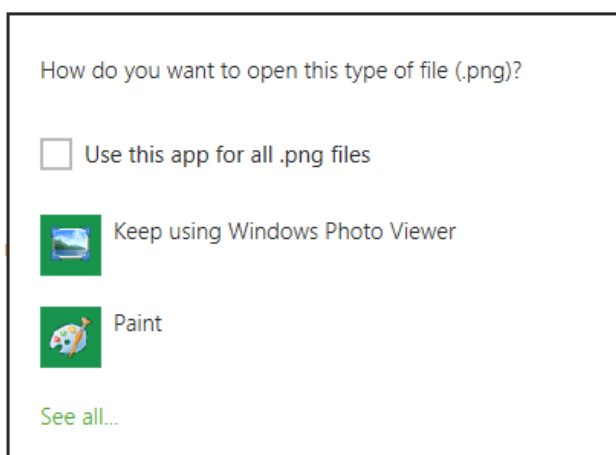 How do you want to open this type of file (.png)?
Use this app for all .png files
Keep using Windows Photo Viewer
Paint
See all...